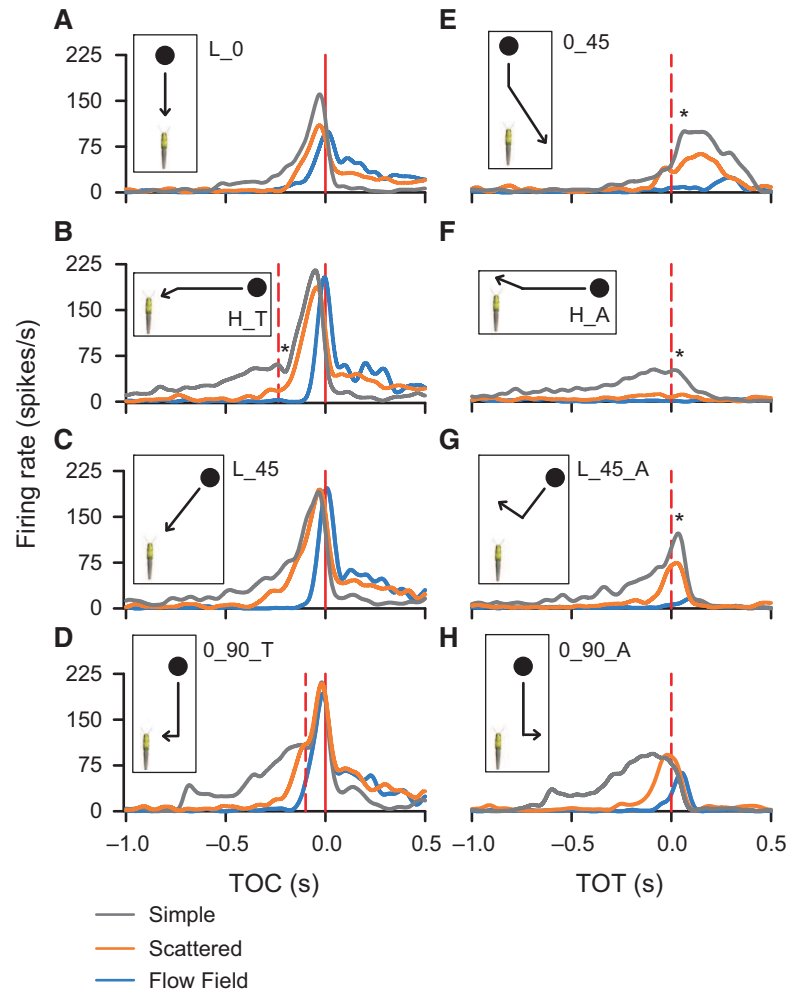 A
L_0
225
150
75
0
E
0_45
*
B
225
150
75
0
H_T
*
F
H_A
*
C
225
150
75
0
L_45
G
L_45_A
*
D
225
150
75
0
0_90_T
H
0_90_A
Firing rate (spikes/s)
–1.0 –0.5 0.0 0.5
–1.0 –0.5 0.0 0.5
TOC (s)
TOT (s)
Simple
Scattered
Flow Field